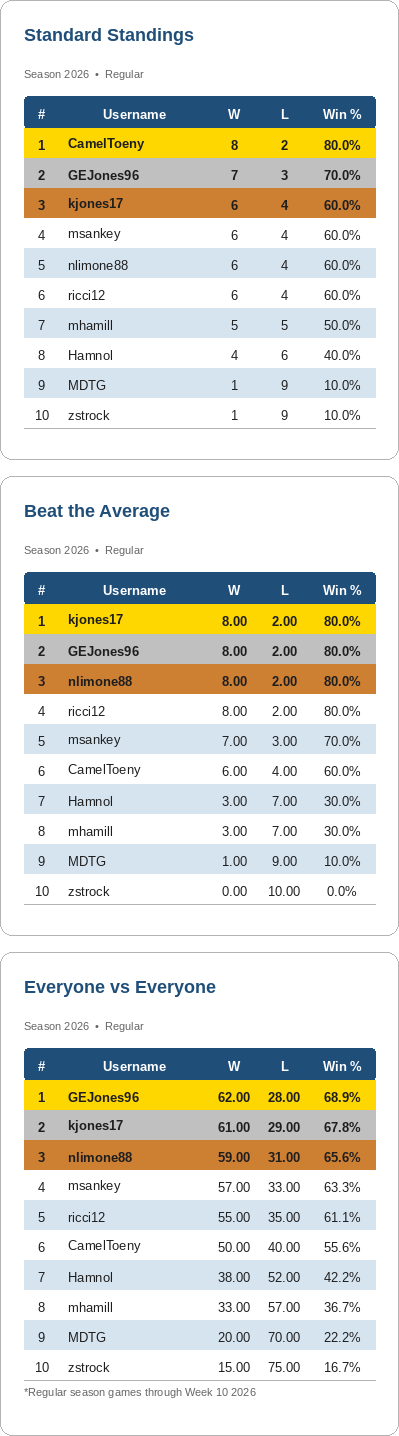 Standard Standings
Season 2026 • Regular
# Username W L Win %
1 CamelToeny 8 2 80.0%
2 GEJones96 7 3 70.0%
3 kjones17 6 4 60.0%
4 msankey 6 4 60.0%
5 nlimone88 6 4 60.0%
6 ricci12 6 4 60.0%
7 mhamill 5 5 50.0%
8 Hamnol 4 6 40.0%
9 MDTG 1 9 10.0%
10 zstrock 1 9 10.0%
Beat the Average
Season 2026 • Regular
# Username W L Win %
1 kjones17 8.00 2.00 80.0%
2 GEJones96 8.00 2.00 80.0%
3 nlimone88 8.00 2.00 80.0%
4 ricci12 8.00 2.00 80.0%
5 msankey 7.00 3.00 70.0%
6 CamelToeny 6.00 4.00 60.0%
7 Hamnol 3.00 7.00 30.0%
8 mhamill 3.00 7.00 30.0%
9 MDTG 1.00 9.00 10.0%
10 zstrock 0.00 10.00 0.0%
Everyone vs Everyone
Season 2026 • Regular
# Username W L Win %
1 GEJones96 62.00 28.00 68.9%
2 kjones17 61.00 29.00 67.8%
3 nlimone88 59.00 31.00 65.6%
4 msankey 57.00 33.00 63.3%
5 ricci12 55.00 35.00 61.1%
6 CamelToeny 50.00 40.00 55.6%
7 Hamnol 38.00 52.00 42.2%
8 mhamill 33.00 57.00 36.7%
9 MDTG 20.00 70.00 22.2%
10 zstrock 15.00 75.00 16.7%
*Regular season games through Week 10 2026